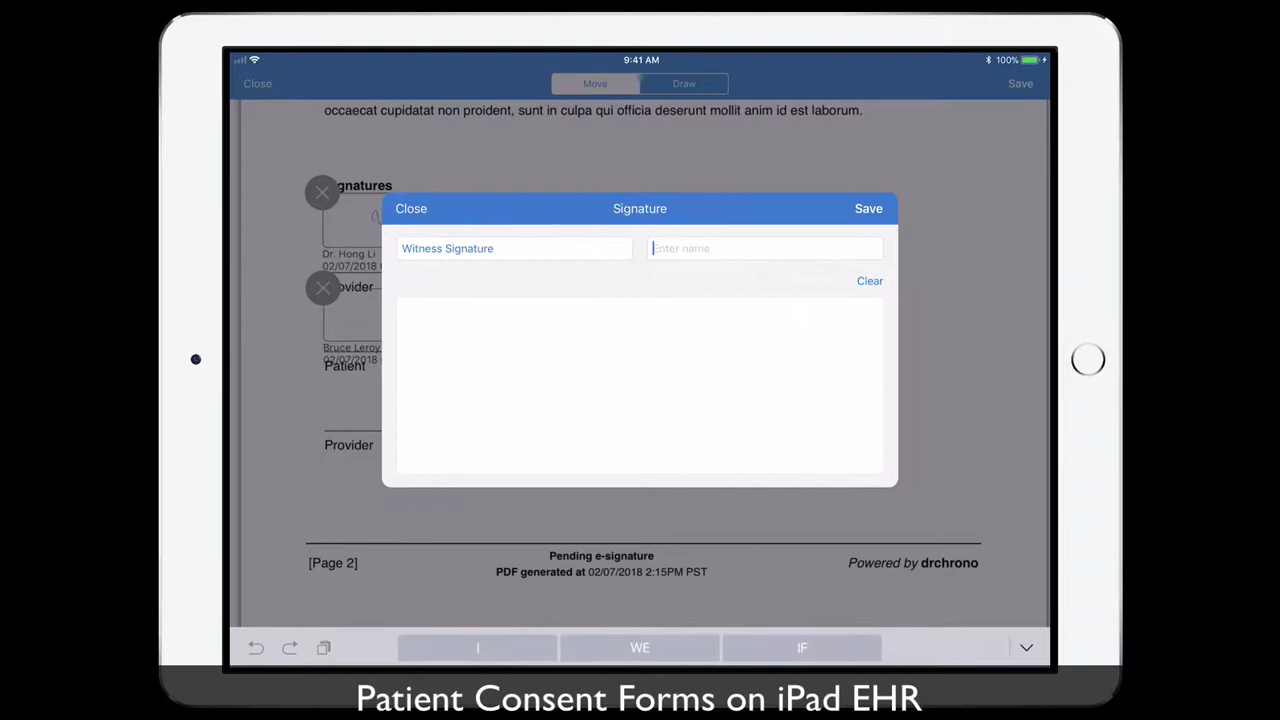 9:41 AM
100%
Close
Move
Draw
Save
occaecat cupidatat non proident, sunt in culpa qui officia deserunt mollit anim id est laborum.
gnatures
Close
Signature
Save
Witness Signature
Enter name
Clear
Dr. Hong Li
02/07/2018
ovider
Bruce Leroy
02/07/2018
Patient
Provider
[Page 2]
Pending e-signature
PDF generated at 02/07/2018 2:15PM PST
Powered by drchrono
I
WE
IF
Patient Consent Forms on iPad EHR